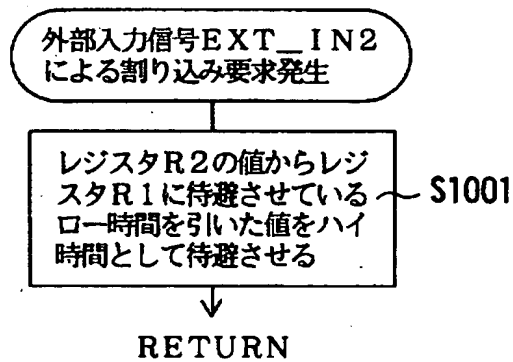 外部入力信号EXT__IN2
による割り込み要求発生
レジスタR2の値からレジ
スタR1に待避させている
ロー時間を引いた値をハイ
時間として待避させる
S1001
RETURN